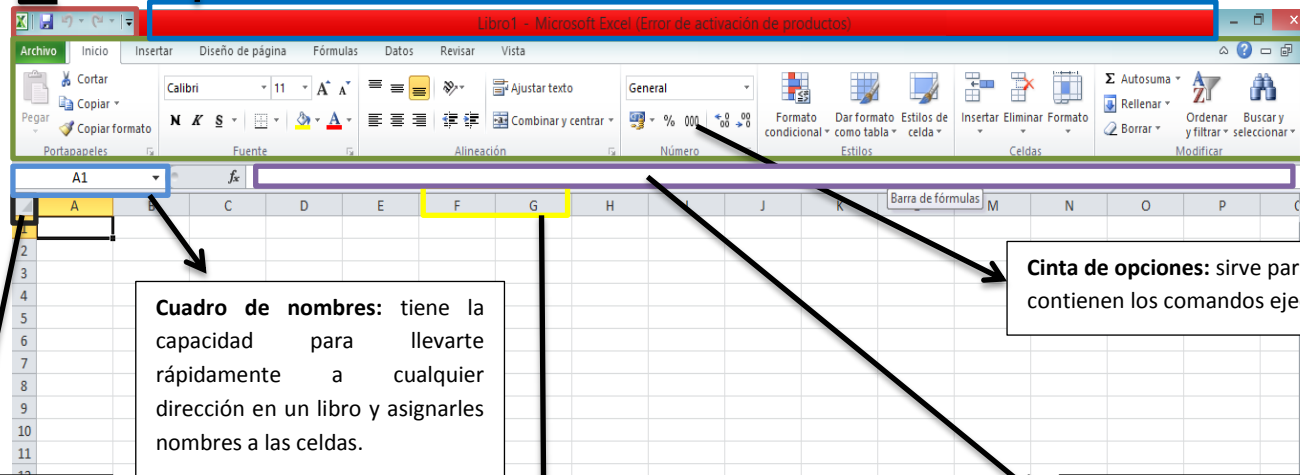 Libro1 - Microsoft Excel (Error de activación de productos)
Archivo Inicio Insertar Diseño de página Fórmulas Datos Revisar Vista
Pegar
Cortar
Copiar
Copiar formato
Portapapeles
Calibri 11
N K S
Fuente
Ajustar texto
Combinar y centrar
Alineación
General
% 000
Número
Formato condicional
Dar formato como tabla
Estilos de celda
Estilos
Insertar Eliminar Formato
Celdas
Σ Autosuma
Rellenar
Borrar
Ordenar y filtrar
Buscar y seleccionar
Modificar
A1 fx
Barra de fórmulas
A B C D E F G H J K M N O P
1
2
3
4
5
6
7
8
9
10
11
12
Cuadro de nombres: tiene la
capacidad para llevarte
rápidamente a cualquier
dirección en un libro y asignarles
nombres a las celdas.
Cinta de opciones: sirve par
contienen los comandos eje